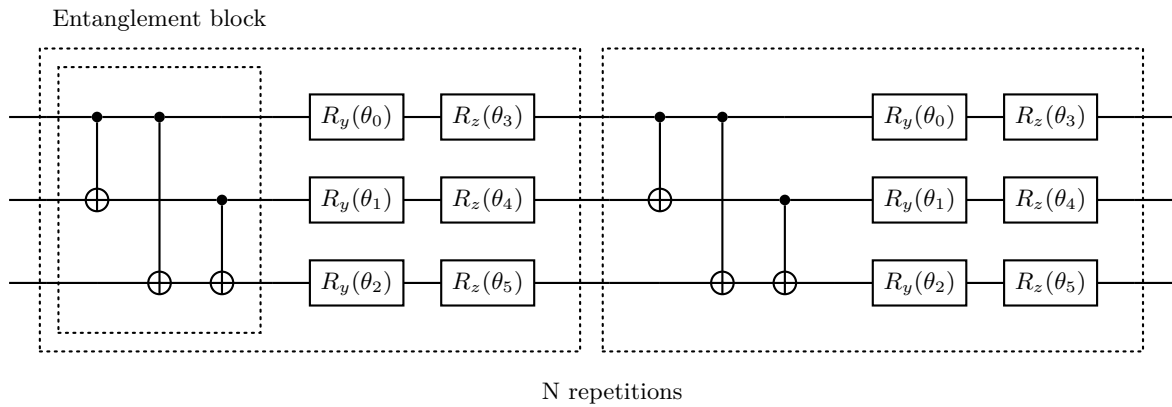 Entanglement block
R_y(θ_0) R_z(θ_3) R_y(θ_0) R_z(θ_3)
R_y(θ_1) R_z(θ_4) R_y(θ_1) R_z(θ_4)
R_y(θ_2) R_z(θ_5) R_y(θ_2) R_z(θ_5)
N repetitions